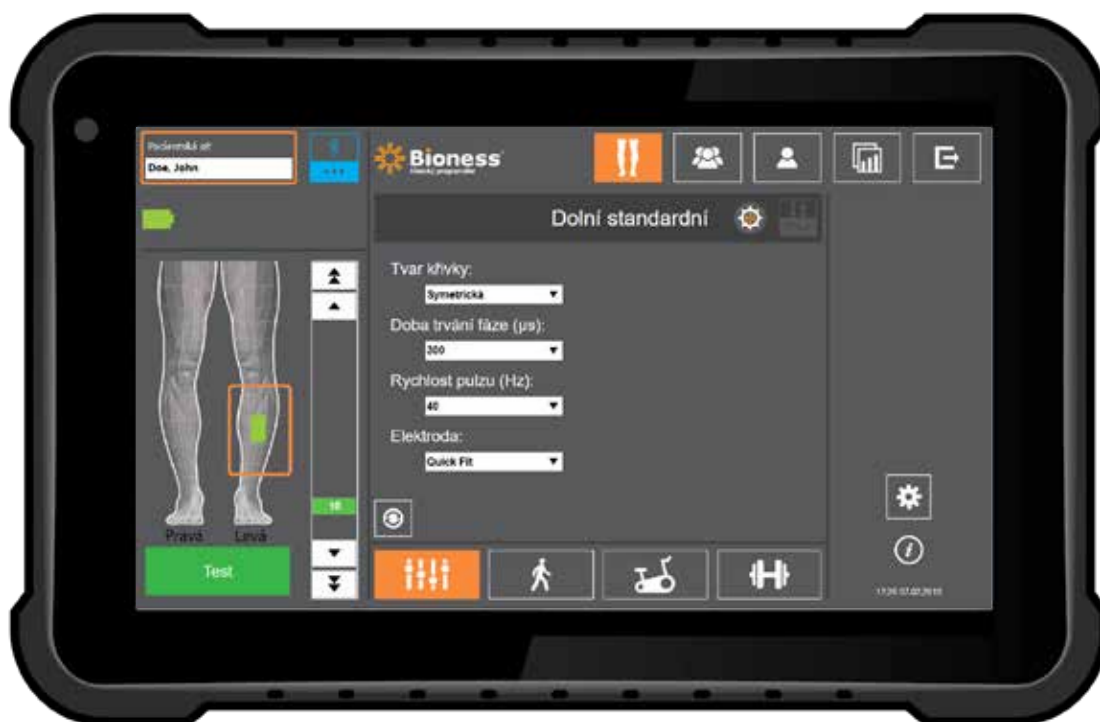 Doe, John
Bioness
Dolní standardní
Tvar křivky:
Symetrická
Doba trvání fáze (µs):
300
Rychlost pulzu (Hz):
40
Elektroda:
Quick Fit
10
Pravá Levá
Test